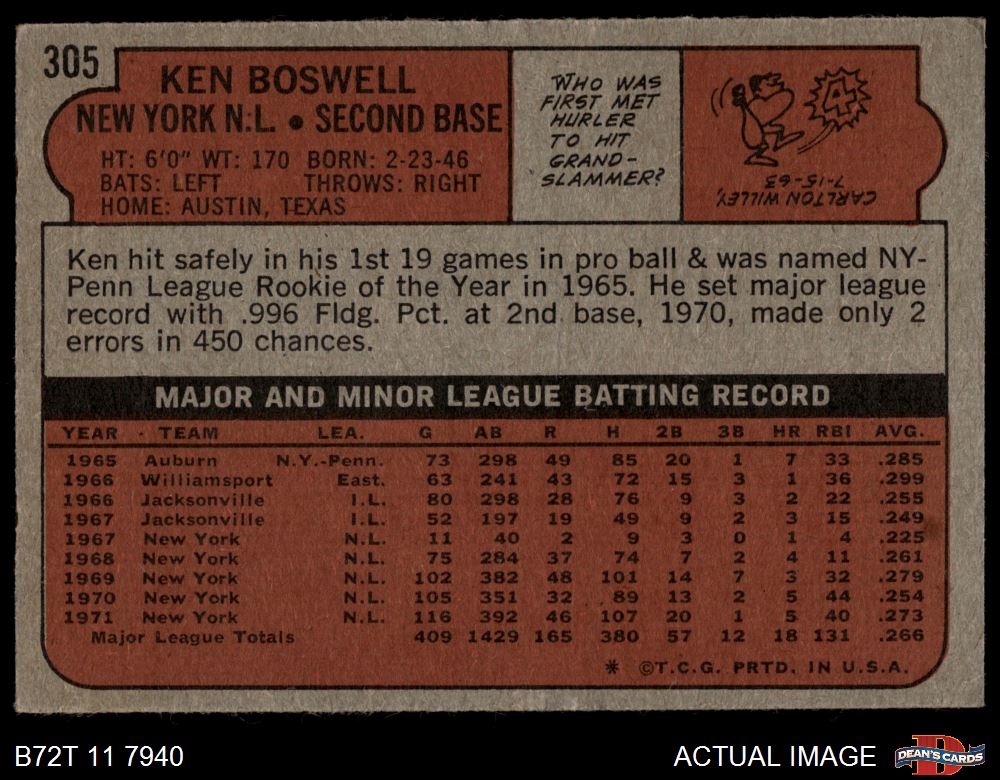 305
KEN BOSWELL
NEW YORK N.L. • SECOND BASE
HT: 6'0" WT: 170 BORN: 2-23-46
BATS: LEFT THROWS: RIGHT
HOME: AUSTIN, TEXAS
WHO WAS
FIRST MET
HURLER
TO HIT
GRAND-
SLAMMER?
4
CARLTON WILLEY,
7-15-63
Ken hit safely in his 1st 19 games in pro ball & was named NY-
Penn League Rookie of the Year in 1965. He set major league
record with .996 Fldg. Pct. at 2nd base, 1970, made only 2
errors in 450 chances.
MAJOR AND MINOR LEAGUE BATTING RECORD
YEAR TEAM LEA. G AB R H 2B 3B HR RBI AVG.
1965 Auburn N.Y.-Penn. 73 298 49 85 20 1 7 33 .285
1966 Williamsport East. 63 241 43 72 15 3 1 36 .299
1966 Jacksonville I.L. 80 298 28 76 9 3 2 22 .255
1967 Jacksonville I.L. 52 197 19 49 9 2 3 15 .249
1967 New York N.L. 11 40 2 9 3 0 1 4 .225
1968 New York N.L. 75 284 37 74 7 2 4 11 .261
1969 New York N.L. 102 382 48 101 14 7 3 32 .279
1970 New York N.L. 105 351 32 89 13 2 5 44 .254
1971 New York N.L. 116 392 46 107 20 1 5 40 .273
Major League Totals 409 1429 165 380 57 12 18 131 .266
* ©T.C.G. PRTD. IN U.S.A.
B72T 11 7940
ACTUAL IMAGE
D
DEAN'S CARDS